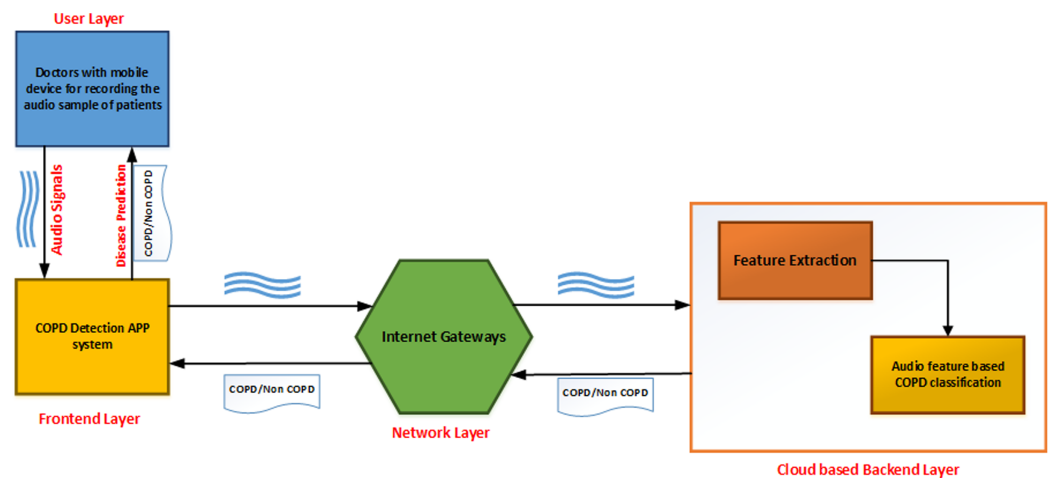 User Layer
Doctors with mobile
device for recording the
audio sample of patients
Audio Signals
Disease Prediction
COPD/Non COPD
COPD Detection APP
system
Frontend Layer
COPD/Non COPD
Internet Gateways
Network Layer
COPD/Non COPD
Feature Extraction
Audio feature based
COPD classification
Cloud based Backend Layer